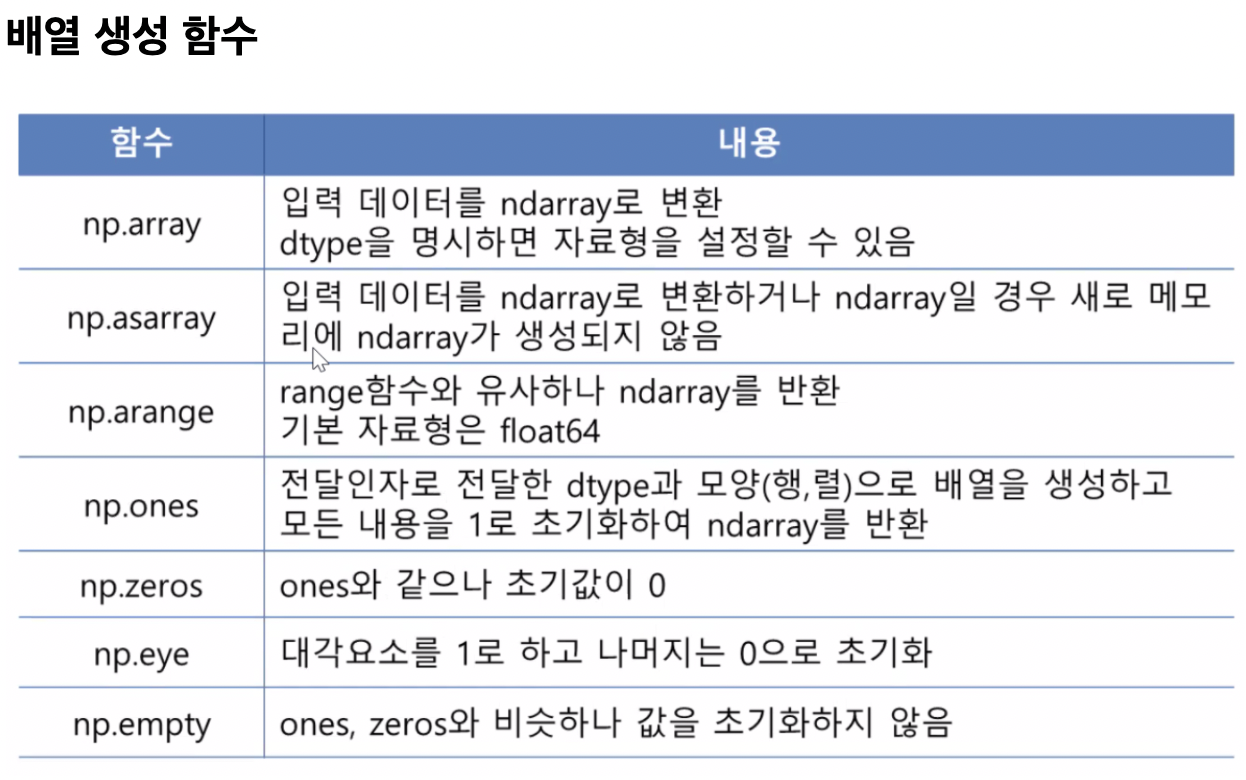 배열 생성 함수
함수 내용
np.array
입력 데이터를 ndarray로 변환
dtype을 명시하면 자료형을 설정할 수 있음
np.asarray
입력 데이터를 ndarray로 변환하거나 ndarray일 경우 새로 메모
리에 ndarray가 생성되지 않음
np.arange
range함수와 유사하나 ndarray를 반환
기본 자료형은 float64
np.ones
전달인자로 전달한 dtype과 모양(행,렬)으로 배열을 생성하고
모든 내용을 1로 초기화하여 ndarray를 반환
np.zeros
ones와 같으나 초기값이 0
np.eye
대각요소를 1로 하고 나머지는 0으로 초기화
np.empty
ones, zeros와 비슷하나 값을 초기화하지 않음